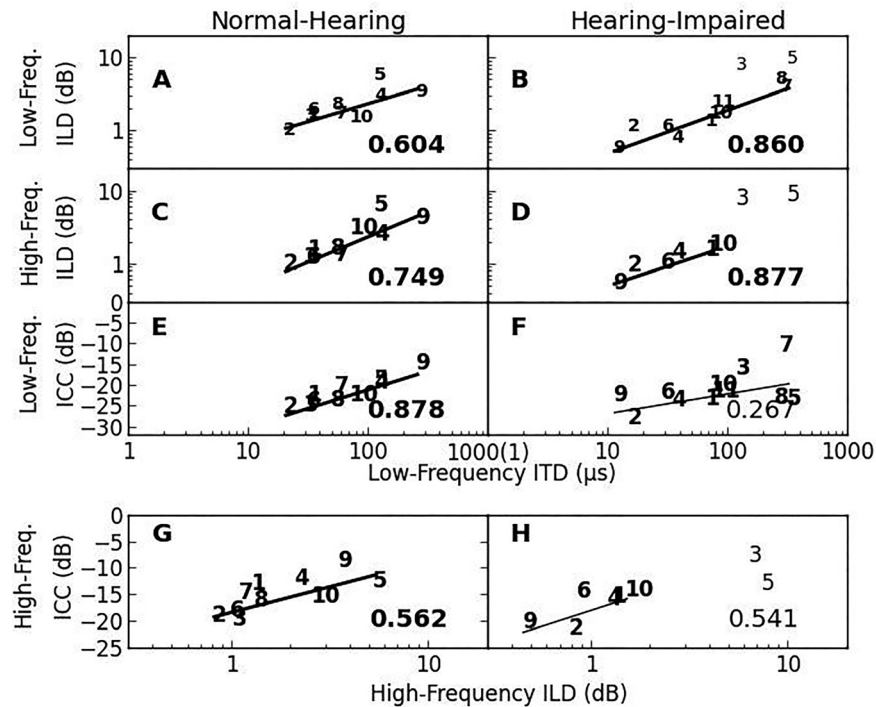 Normal-Hearing Hearing-Impaired
Low-Freq.
ILD (dB)
10
1
A
2 6 8 7 10 5 4 9
0.604
B
9 2 6 4 1 11 10 3 8 7 5
0.860
High-Freq.
ILD (dB)
10
1
0
C
2 1 6 8 7 10 5 4 9
0.749
D
9 2 6 4 1 10 3 5
0.877
Low-Freq.
ICC (dB)
−5
−10
−15
−20
−25
−30
E
2 1 8 7 10 5 9
0.878
F
9 2 6 4 1 10 11 3 7 8 5
0.267
1 10 100 1000(1) 10 100 1000
Low-Frequency ITD (μs)
High-Freq.
ICC (dB)
0
−5
−10
−15
−20
−25
G
2 6 3 7 1 8 4 10 9 5
0.562
H
9 2 6 4 10 3 5
0.541
1 10 1 10
High-Frequency ILD (dB)